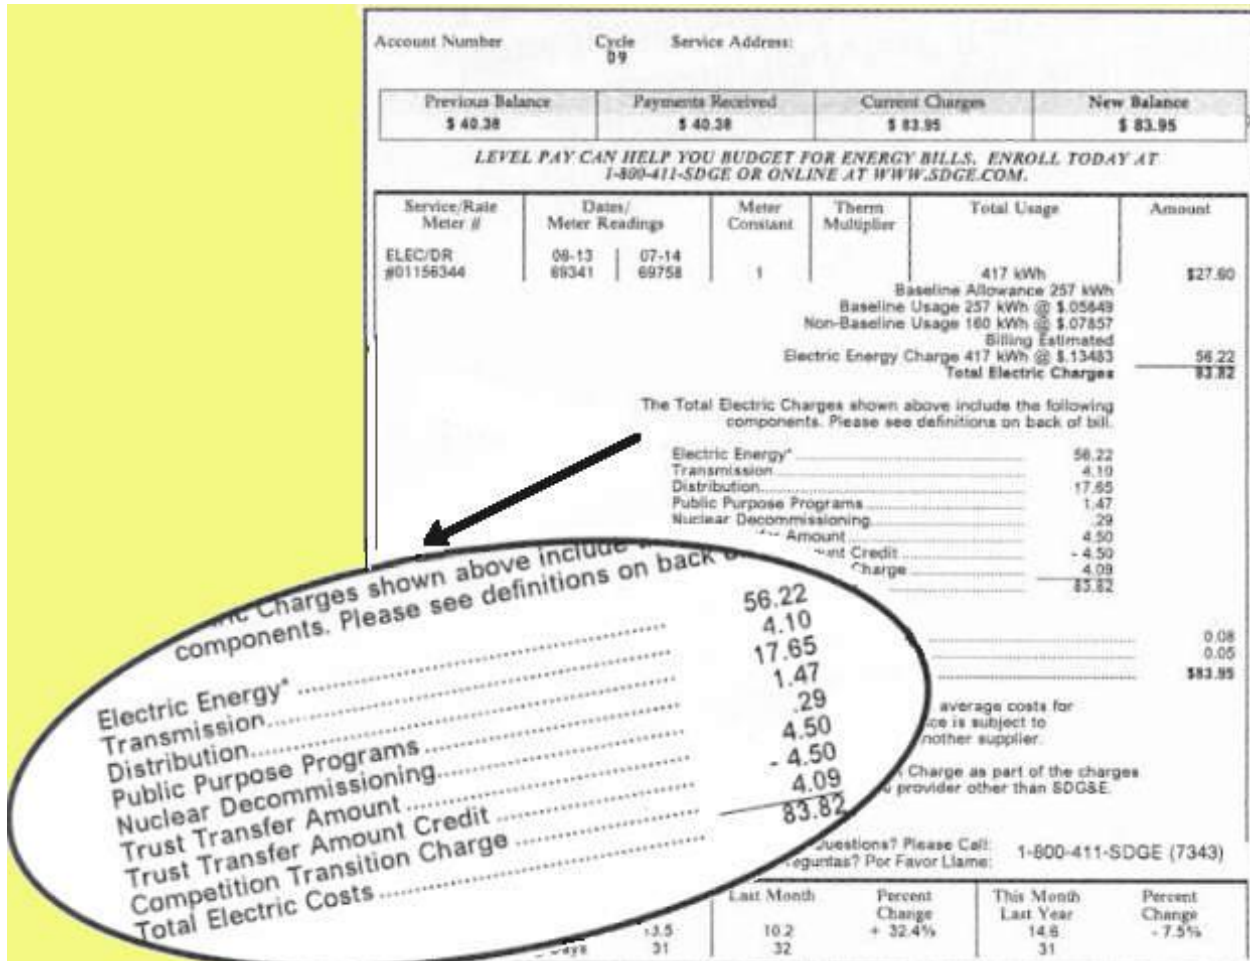 Account Number Cycle Service Address:
09
Previous Balance Payments Received Current Charges New Balance
$ 40.38 $ 40.38 $ 83.95 $ 83.95
LEVEL PAY CAN HELP YOU BUDGET FOR ENERGY BILLS. ENROLL TODAY AT
1-800-411-SDGE OR ONLINE AT WWW.SDGE.COM.
Service/Rate Dates/ Meter Therm Total Usage Amount
Meter # Meter Readings Constant Multiplier
ELEC/DR 06-13 07-14
#01156344 69341 69758 1 417 kWh $27.60
Baseline Allowance 257 kWh
Baseline Usage 257 kWh @ $.05849
Non-Baseline Usage 160 kWh @ $.07857
Billing Estimated
Electric Energy Charge 417 kWh @ $.13483 56.22
Total Electric Charges 83.82
The Total Electric Charges shown above include the following
components. Please see definitions on back of bill.
Electric Energy* 56.22
Transmission 4.10
Distribution 17.65
Public Purpose Programs 1.47
Nuclear Decommissioning .29
Amount 4.50
Credit - 4.50
Charge 4.09
83.82
0.08
0.05
$83.95
average costs for
is subject to
supplier.
Charge as part of the charges
provider other than SDG&E.
Questions? Please Call: 1-800-411-SDGE (7343)
Por Favor Llame:
Last Month Percent This Month Percent
Change Last Year Change
10.2 + 32.4% 14.6 - 7.5%
31 32 31
Charges shown above include
components. Please see definitions on back
Electric Energy* 56.22
Transmission 4.10
Distribution 17.65
Public Purpose Programs 1.47
Nuclear Decommissioning .29
Trust Transfer Amount 4.50
Trust Transfer Amount Credit - 4.50
Competition Transition Charge 4.09
Total Electric Costs 83.82